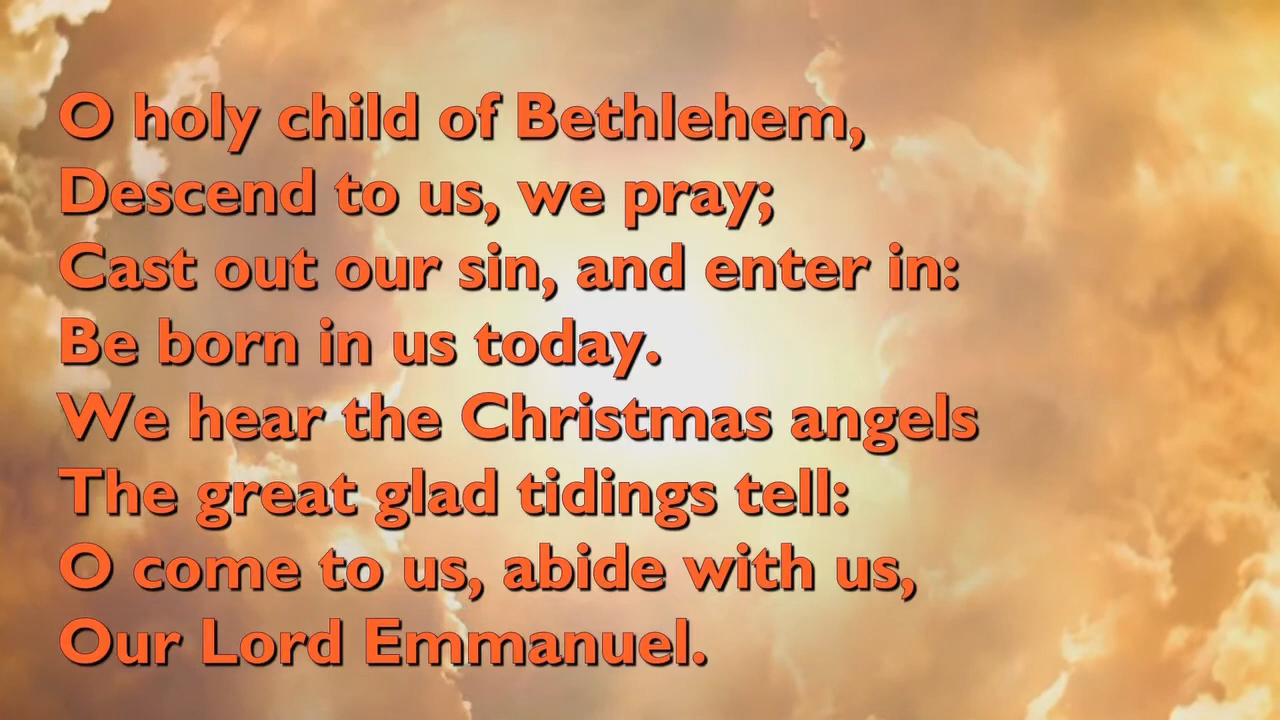 O holy child of Bethlehem,
Descend to us, we pray;
Cast out our sin, and enter in:
Be born in us today.
We hear the Christmas angels
The great glad tidings tell:
O come to us, abide with us,
Our Lord Emmanuel.